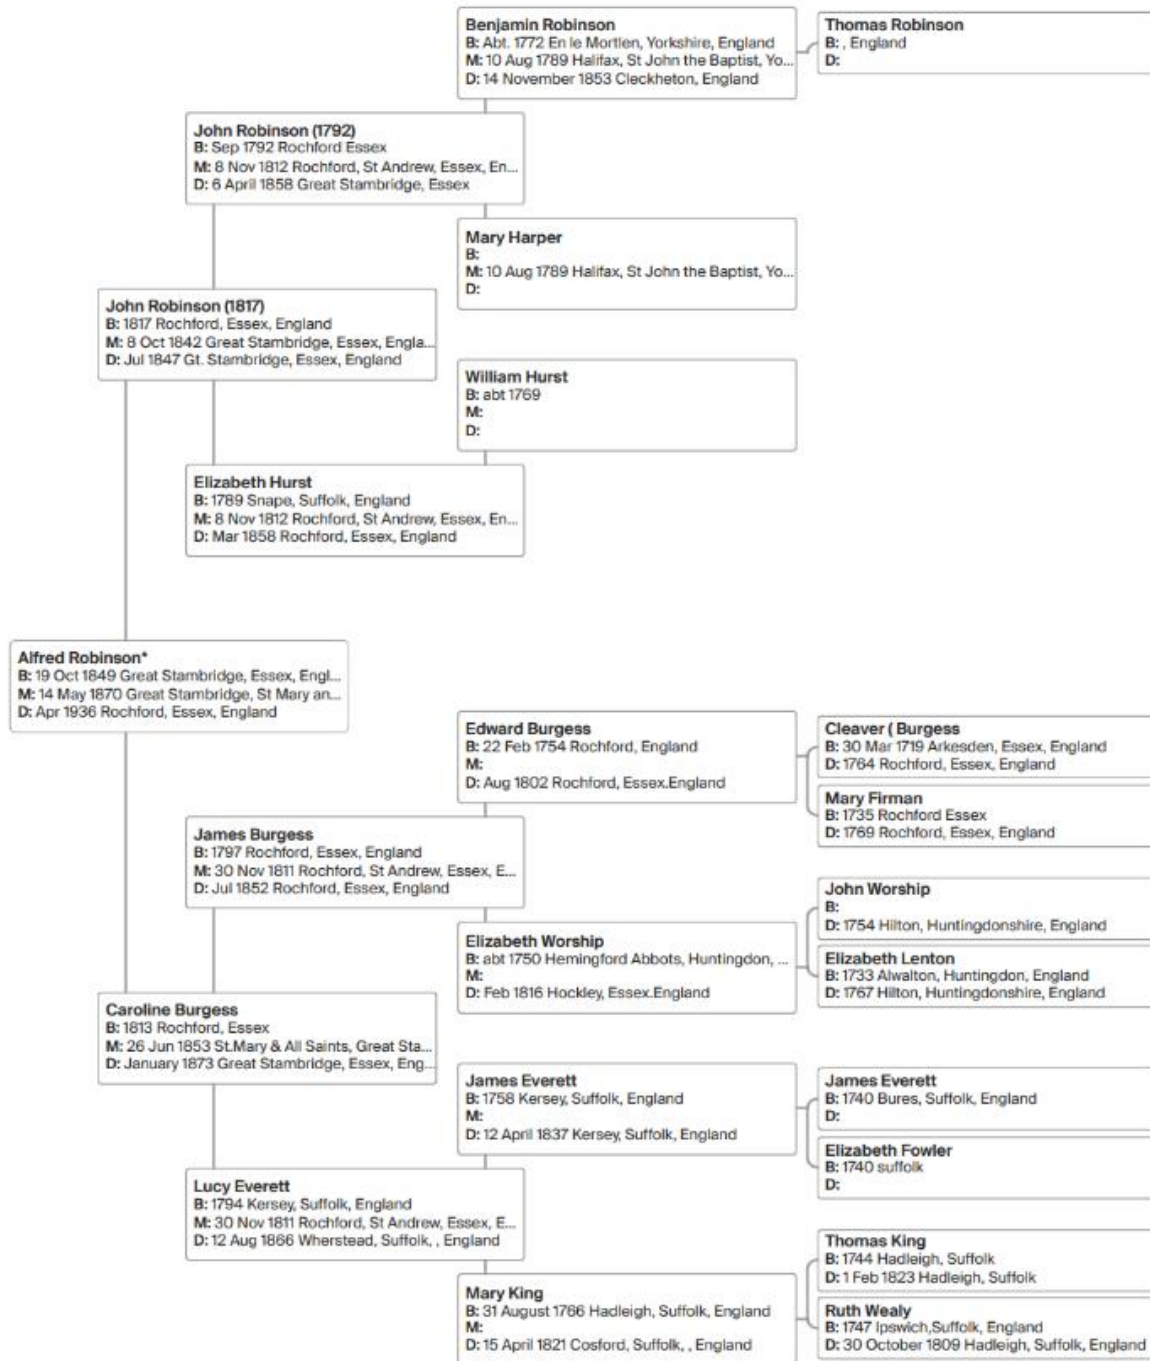 Benjamin Robinson
B: Abt. 1772 En le Mortlen, Yorkshire, England
M: 10 Aug 1789 Halifax, St John the Baptist, Yo...
D: 14 November 1853 Cleckheton, England
Thomas Robinson
B: , England
D:
John Robinson (1792)
B: Sep 1792 Rochford Essex
M: 8 Nov 1812 Rochford, St Andrew, Essex, En...
D: 6 April 1858 Great Stambridge, Essex
Mary Harper
B:
M: 10 Aug 1789 Halifax, St John the Baptist, Yo...
D:
John Robinson (1817)
B: 1817 Rochford, Essex, England
M: 8 Oct 1842 Great Stambridge, Essex, Engla...
D: Jul 1847 Gt. Stambridge, Essex, England
William Hurst
B: abt 1769
M:
D:
Elizabeth Hurst
B: 1789 Snape, Suffolk, England
M: 8 Nov 1812 Rochford, St Andrew, Essex, En...
D: Mar 1858 Rochford, Essex, England
Alfred Robinson*
B: 19 Oct 1849 Great Stambridge, Essex, Engl...
M: 14 May 1870 Great Stambridge, St Mary an...
D: Apr 1936 Rochford, Essex, England
Edward Burgess
B: 22 Feb 1754 Rochford, England
M:
D: Aug 1802 Rochford, Essex.England
Cleaver ( Burgess
B: 30 Mar 1719 Arkesden, Essex, England
D: 1764 Rochford, Essex, England
Mary Firman
B: 1735 Rochford Essex
D: 1769 Rochford, Essex, England
James Burgess
B: 1797 Rochford, Essex, England
M: 30 Nov 1811 Rochford, St Andrew, Essex, E...
D: Jul 1852 Rochford, Essex, England
John Worship
B:
D: 1754 Hilton, Huntingdonshire, England
Elizabeth Worship
B: abt 1750 Hemingford Abbots, Huntingdon, ...
M:
D: Feb 1816 Hockley, Essex.England
Elizabeth Lenton
B: 1733 Alwalton, Huntingdon, England
D: 1767 Hilton, Huntingdonshire, England
Caroline Burgess
B: 1813 Rochford, Essex
M: 26 Jun 1853 St.Mary & All Saints, Great Sta...
D: January 1873 Great Stambridge, Essex, Eng...
James Everett
B: 1758 Kersey, Suffolk, England
M:
D: 12 April 1837 Kersey, Suffolk, England
James Everett
B: 1740 Bures, Suffolk, England
D:
Elizabeth Fowler
B: 1740 suffolk
D:
Lucy Everett
B: 1794 Kersey, Suffolk, England
M: 30 Nov 1811 Rochford, St Andrew, Essex, E...
D: 12 Aug 1866 Wherstead, Suffolk, , England
Thomas King
B: 1744 Hadleigh, Suffolk
D: 1 Feb 1823 Hadleigh, Suffolk
Mary King
B: 31 August 1766 Hadleigh, Suffolk, England
M:
D: 15 April 1821 Cosford, Suffolk, , England
Ruth Wealy
B: 1747 Ipswich,Suffolk, England
D: 30 October 1809 Hadleigh, Suffolk, England